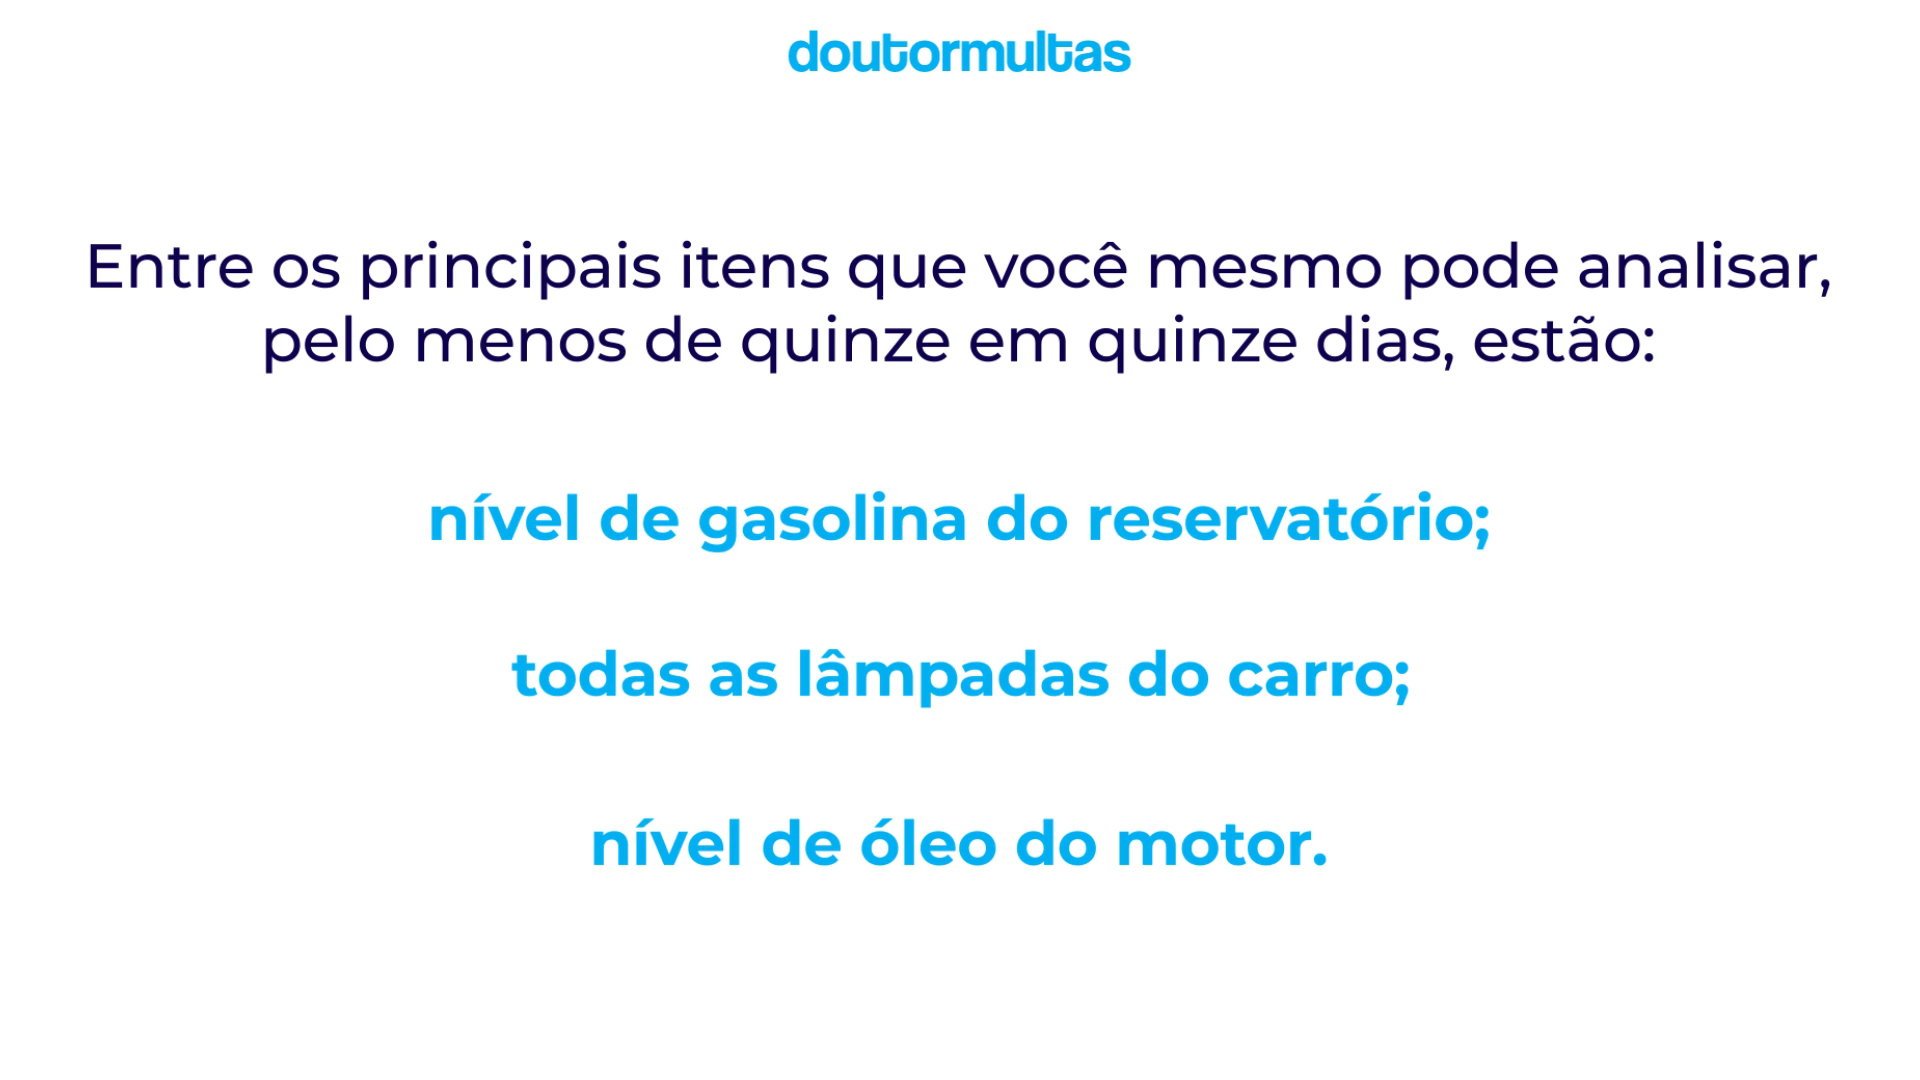 doutormultas
Entre os principais itens que você mesmo pode analisar,
pelo menos de quinze em quinze dias, estão:
nível de gasolina do reservatório;
todas as lâmpadas do carro;
nível de óleo do motor.